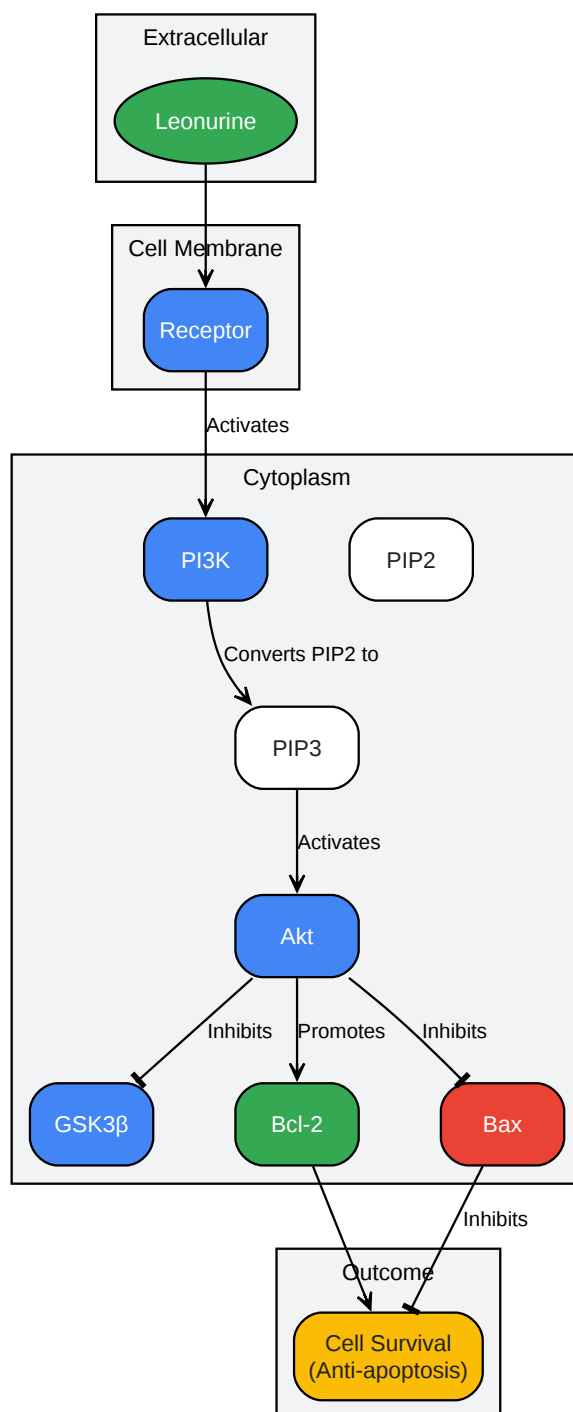 Extracellular
Leonurine
Cell Membrane
Receptor
Activates
Cytoplasm
PI3K
PIP2
Converts PIP2 to
PIP3
Activates
Akt
Inhibits
Promotes
Inhibits
GSK3β
Bcl-2
Bax
Inhibits
Outcome
Cell Survival
(Anti-apoptosis)